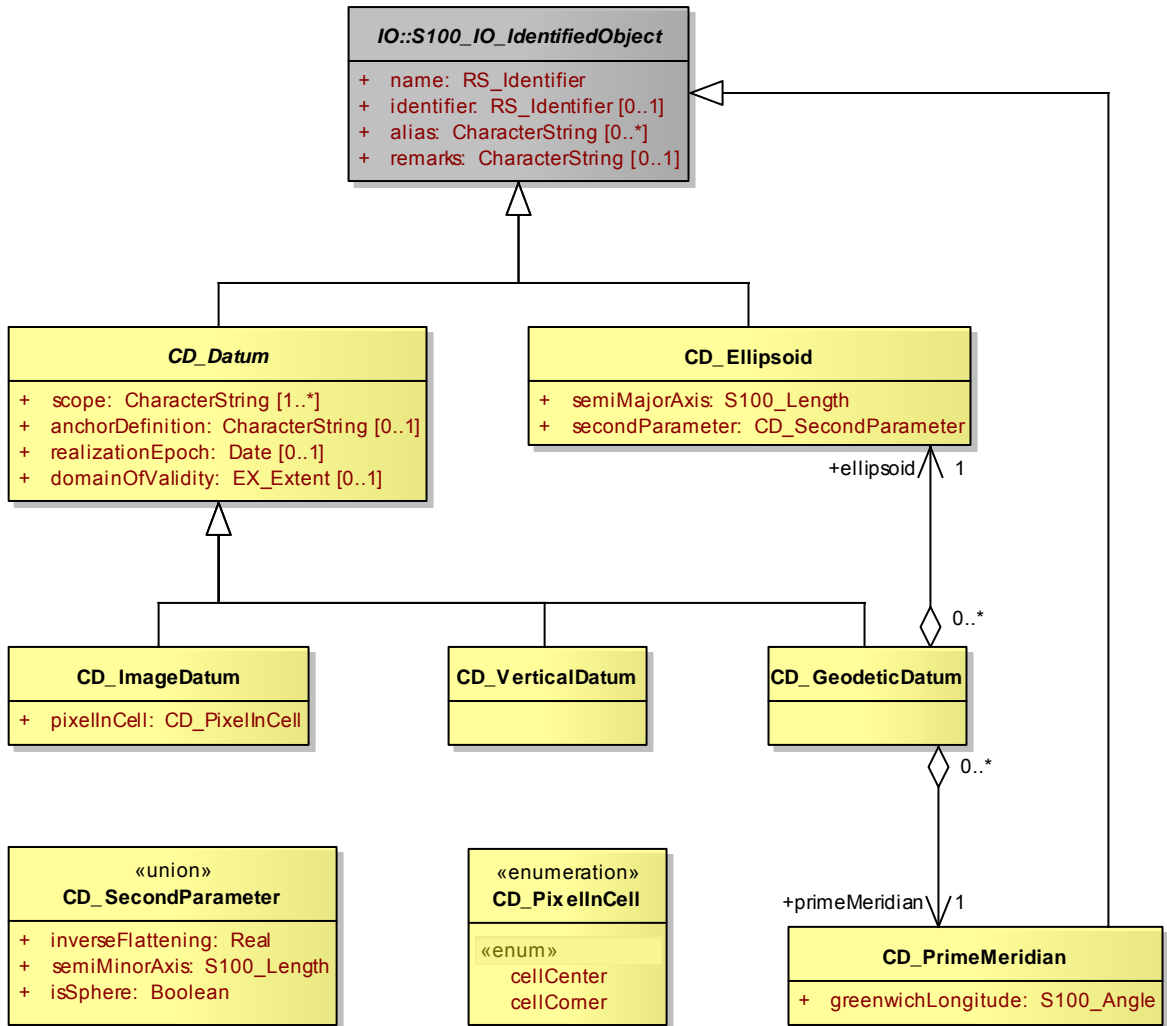 IO::S100_IO_IdentifiedObject
+ name: RS_Identifier
+ identifier: RS_Identifier [0..1]
+ alias: CharacterString [0..*]
+ remarks: CharacterString [0..1]
CD_Datum
+ scope: CharacterString [1..*]
+ anchorDefinition: CharacterString [0..1]
+ realizationEpoch: Date [0..1]
+ domainOfValidity: EX_Extent [0..1]
CD_Ellipsoid
+ semiMajorAxis: S100_Length
+ secondParameter: CD_SecondParameter
+ellipsoid 1
0..*
CD_ImageDatum
+ pixelInCell: CD_PixelInCell
CD_VerticalDatum
CD_GeodeticDatum
0..*
«union»
CD_SecondParameter
+ inverseFlattening: Real
+ semiMinorAxis: S100_Length
+ isSphere: Boolean
«enumeration»
CD_PixelInCell
«enum»
cellCenter
cellCorner
+primeMeridian 1
CD_PrimeMeridian
+ greenwichLongitude: S100_Angle